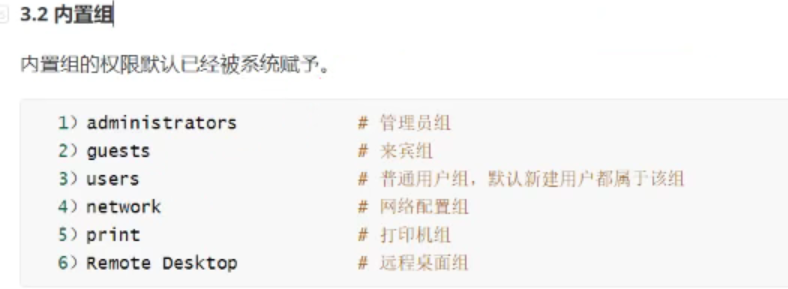 3.2 内置组
内置组的权限默认已经被系统赋予。
1) administrators # 管理员组
2) guests # 来宾组
3) users # 普通用户组，默认新建用户都属于该组
4) network # 网络配置组
5) print # 打印机组
6) Remote Desktop # 远程桌面组